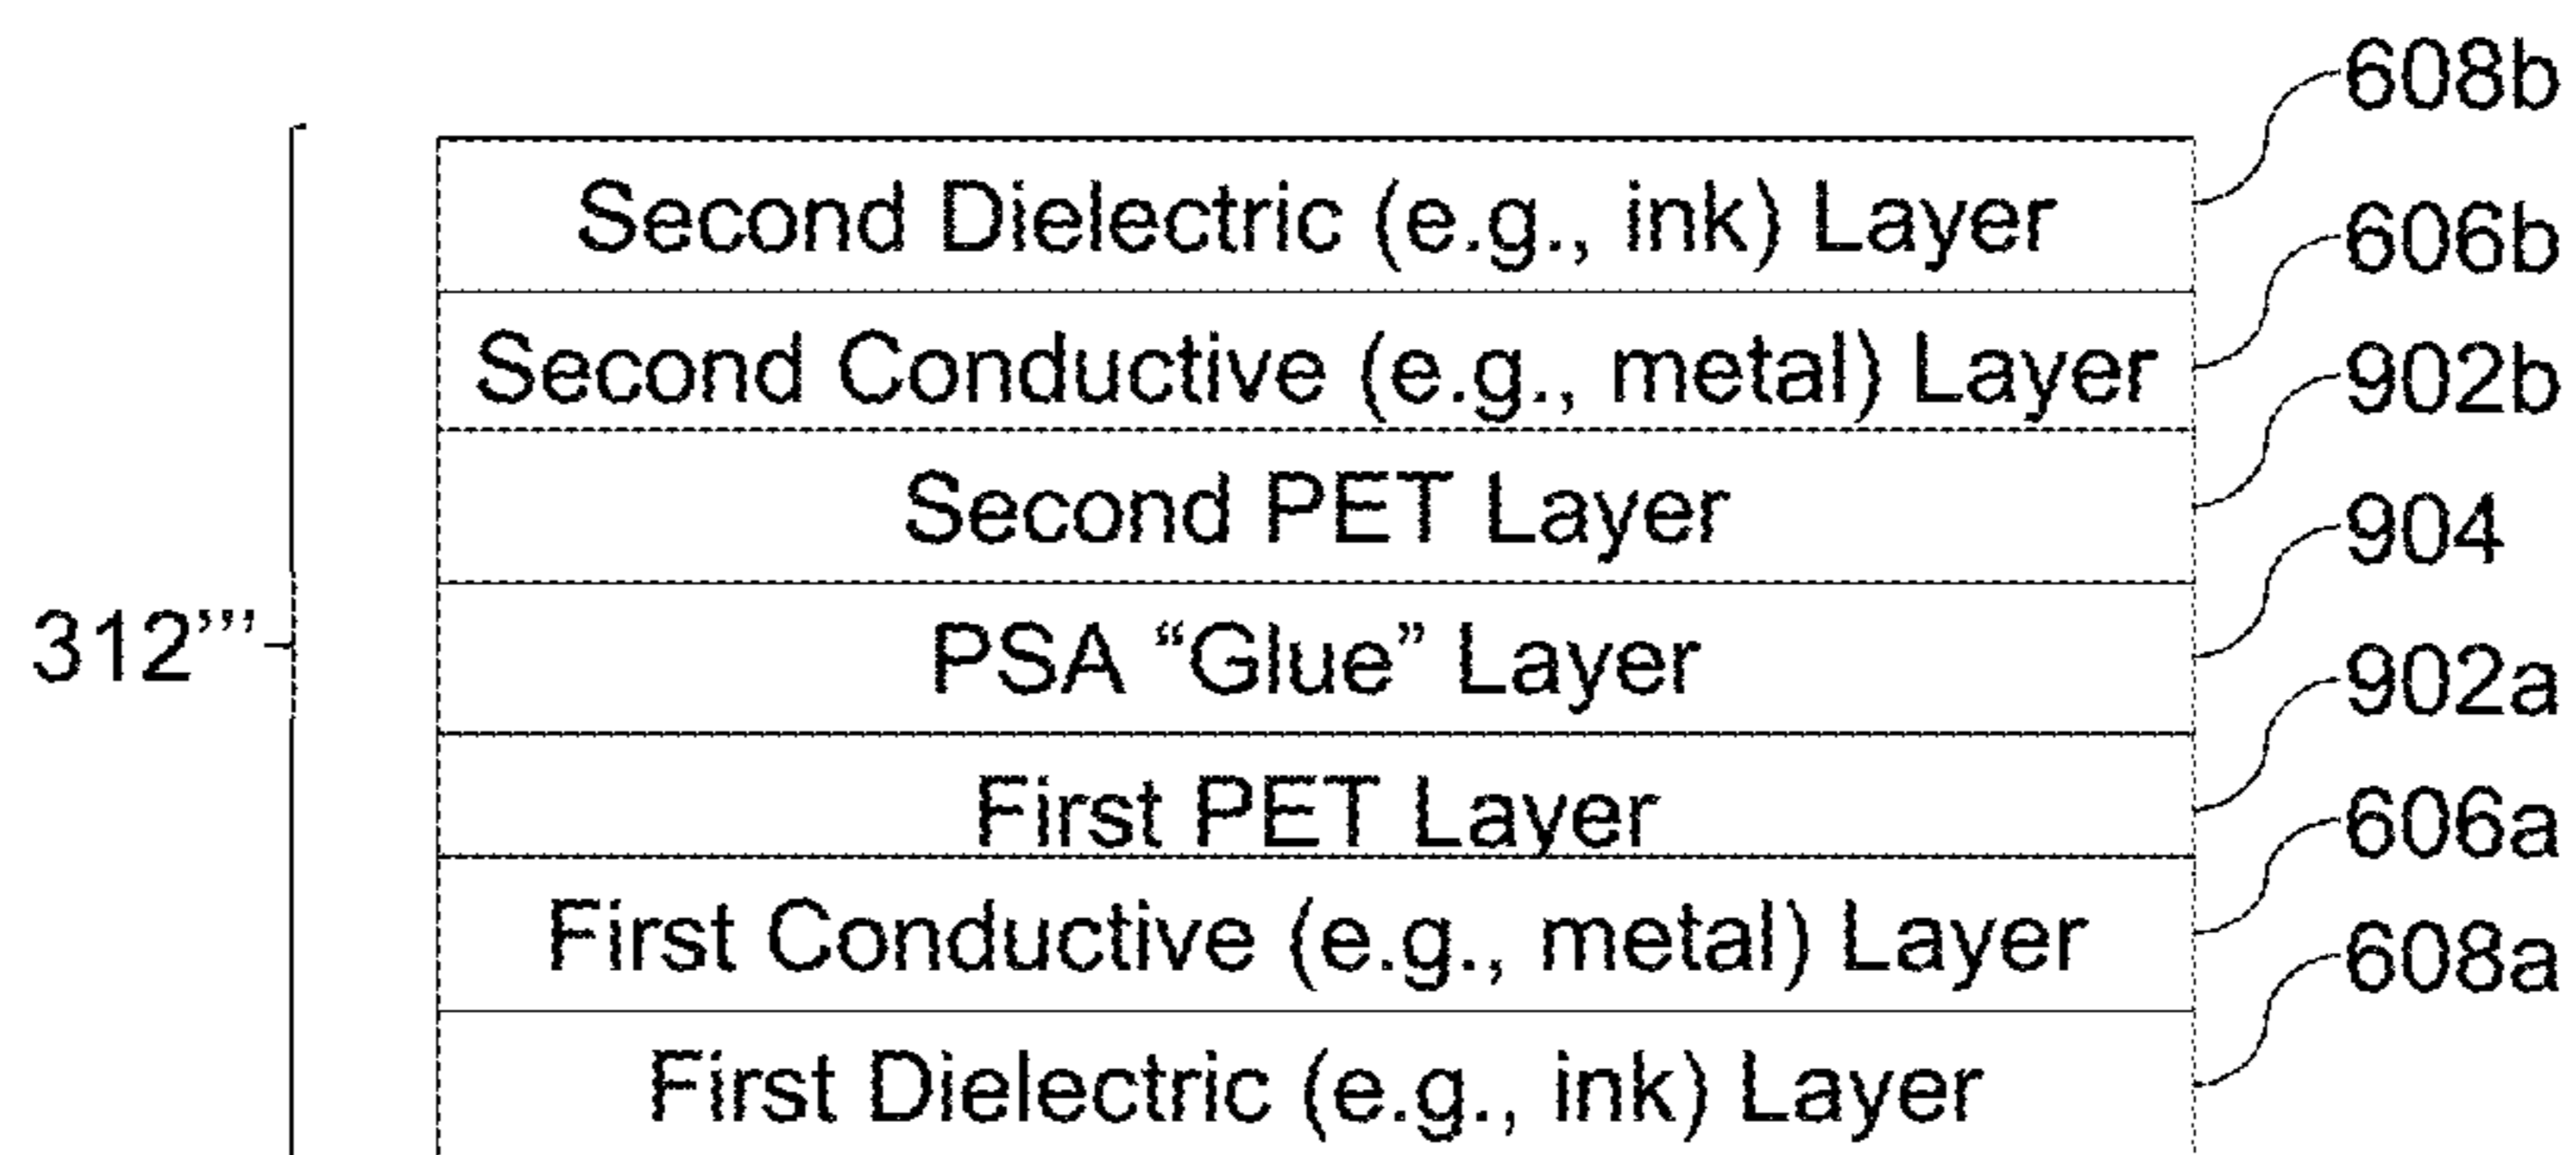 608b
Second Dielectric (e.g., ink) Layer
606b
Second Conductive (e.g., metal) Layer
902b
Second PET Layer
904
312’’’
PSA “Glue” Layer
902a
First PET Layer
606a
First Conductive (e.g., metal) Layer
608a
First Dielectric (e.g., ink) Layer